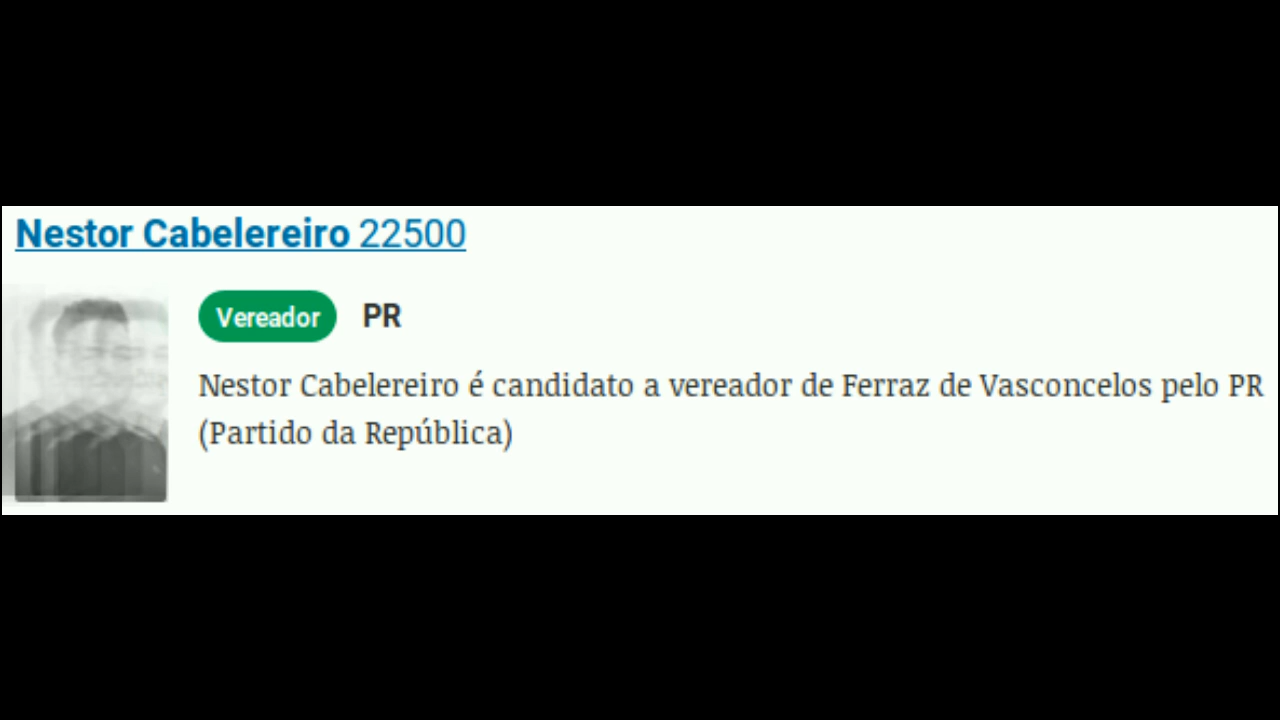 Nestor Cabelereiro 22500
Vereador PR
Nestor Cabelereiro é candidato a vereador de Ferraz de Vasconcelos pelo PR
(Partido da República)